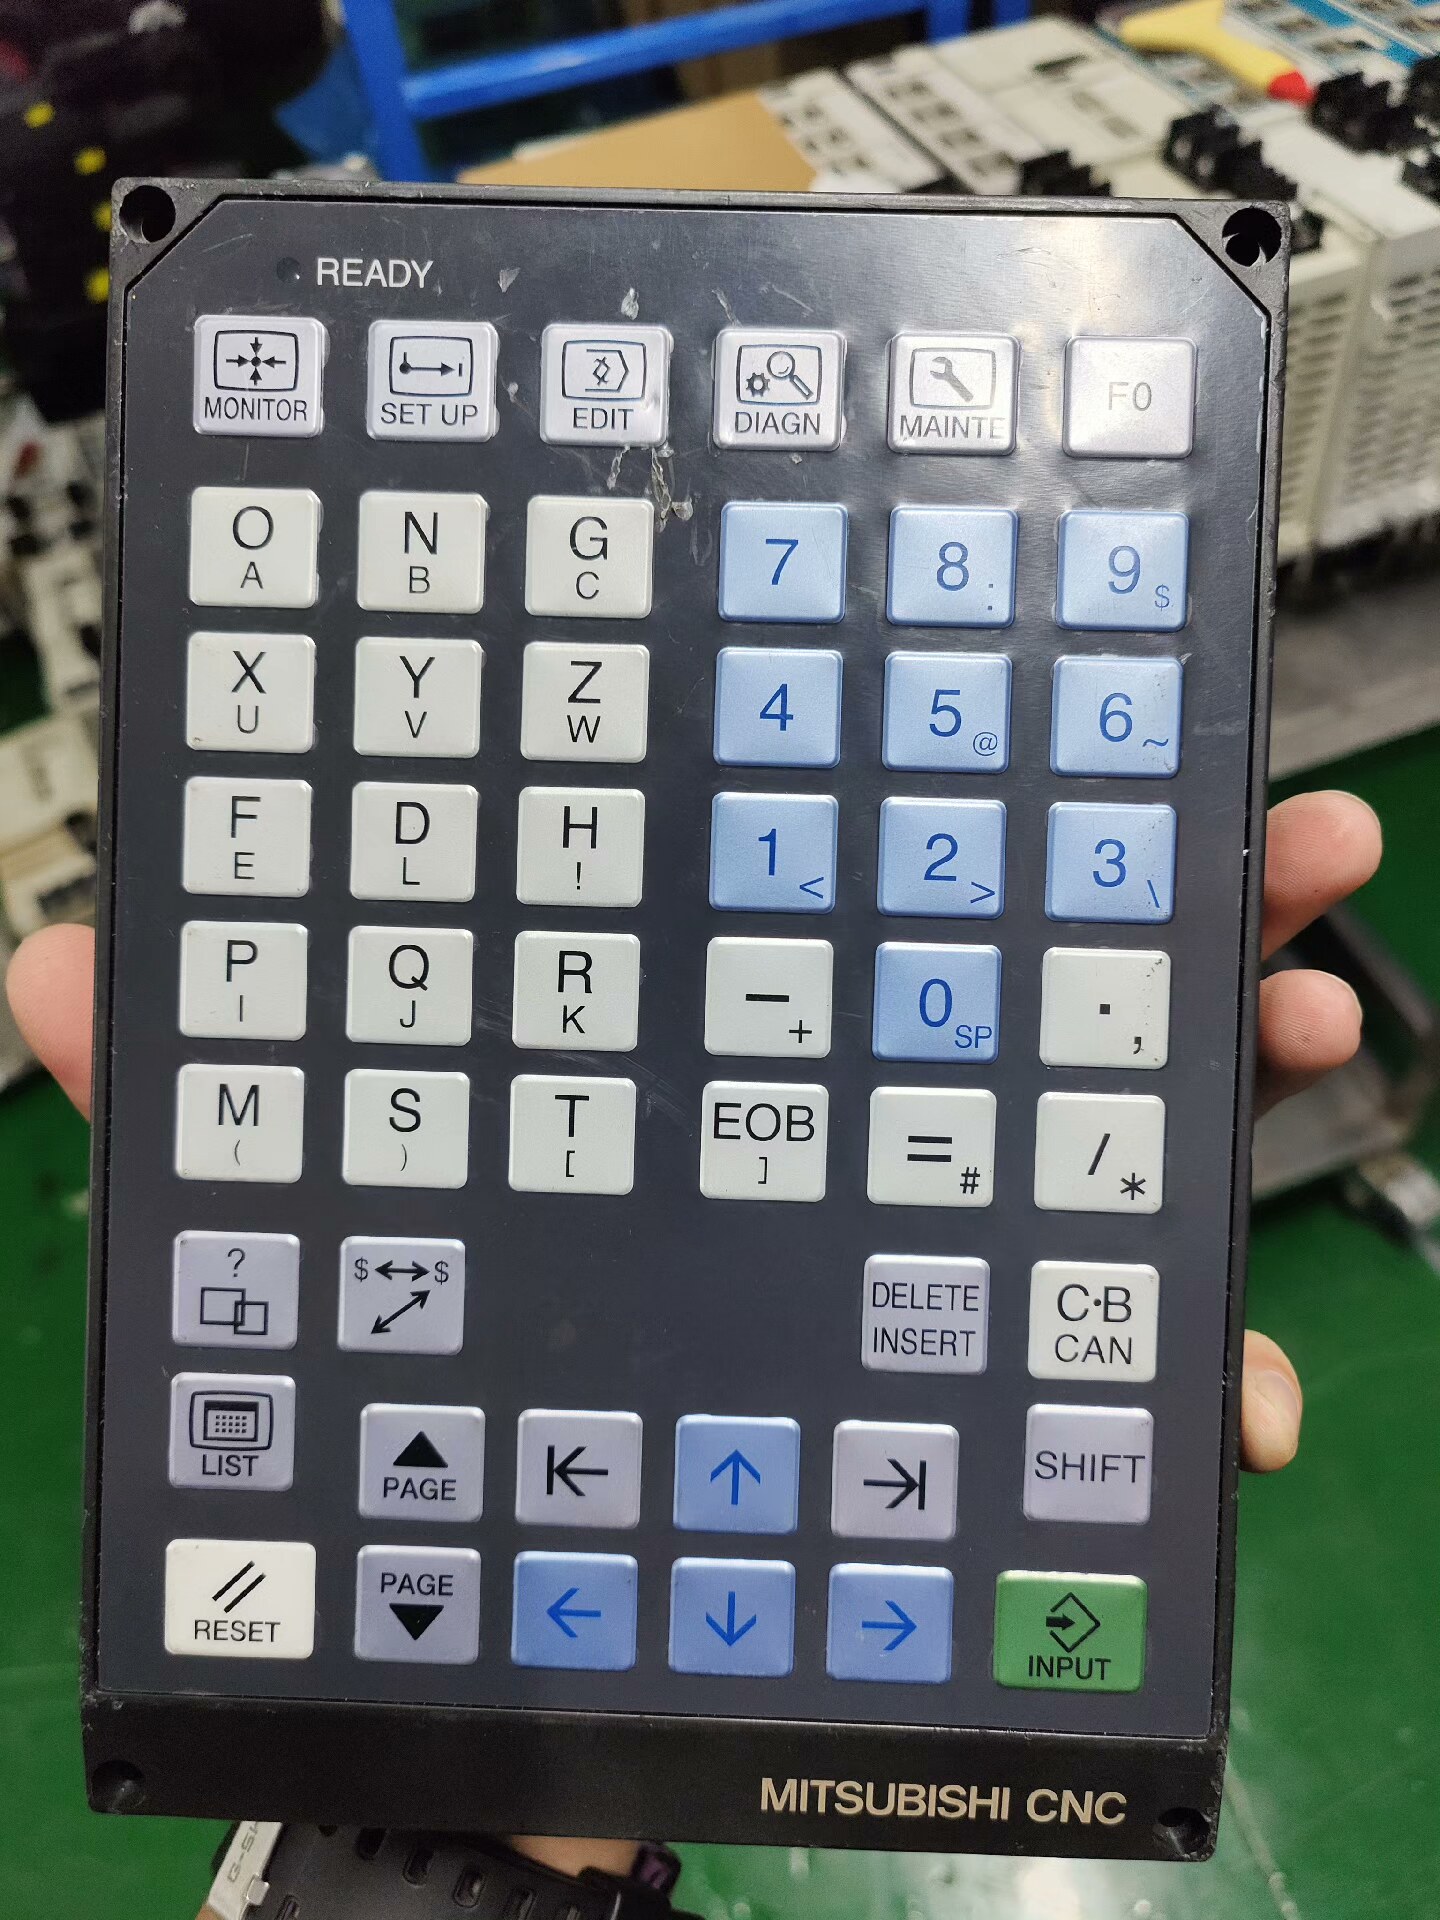 READY
MONITOR
SET UP
EDIT
DIAGN
MAINTE
F0
O
A
N
B
G
C
7
8 :
9 $
X
U
Y
V
Z
W
4
5 @
6 ~
F
E
D
L
H
!
1 <
2 >
3 \
P
I
Q
J
R
K
− +
0 SP
. ,
M
(
S
)
T
[
EOB
]
= #
/ *
?
$ ↔ $
DELETE
INSERT
C·B
CAN
LIST
PAGE
SHIFT
RESET
PAGE
INPUT
MITSUBISHI CNC